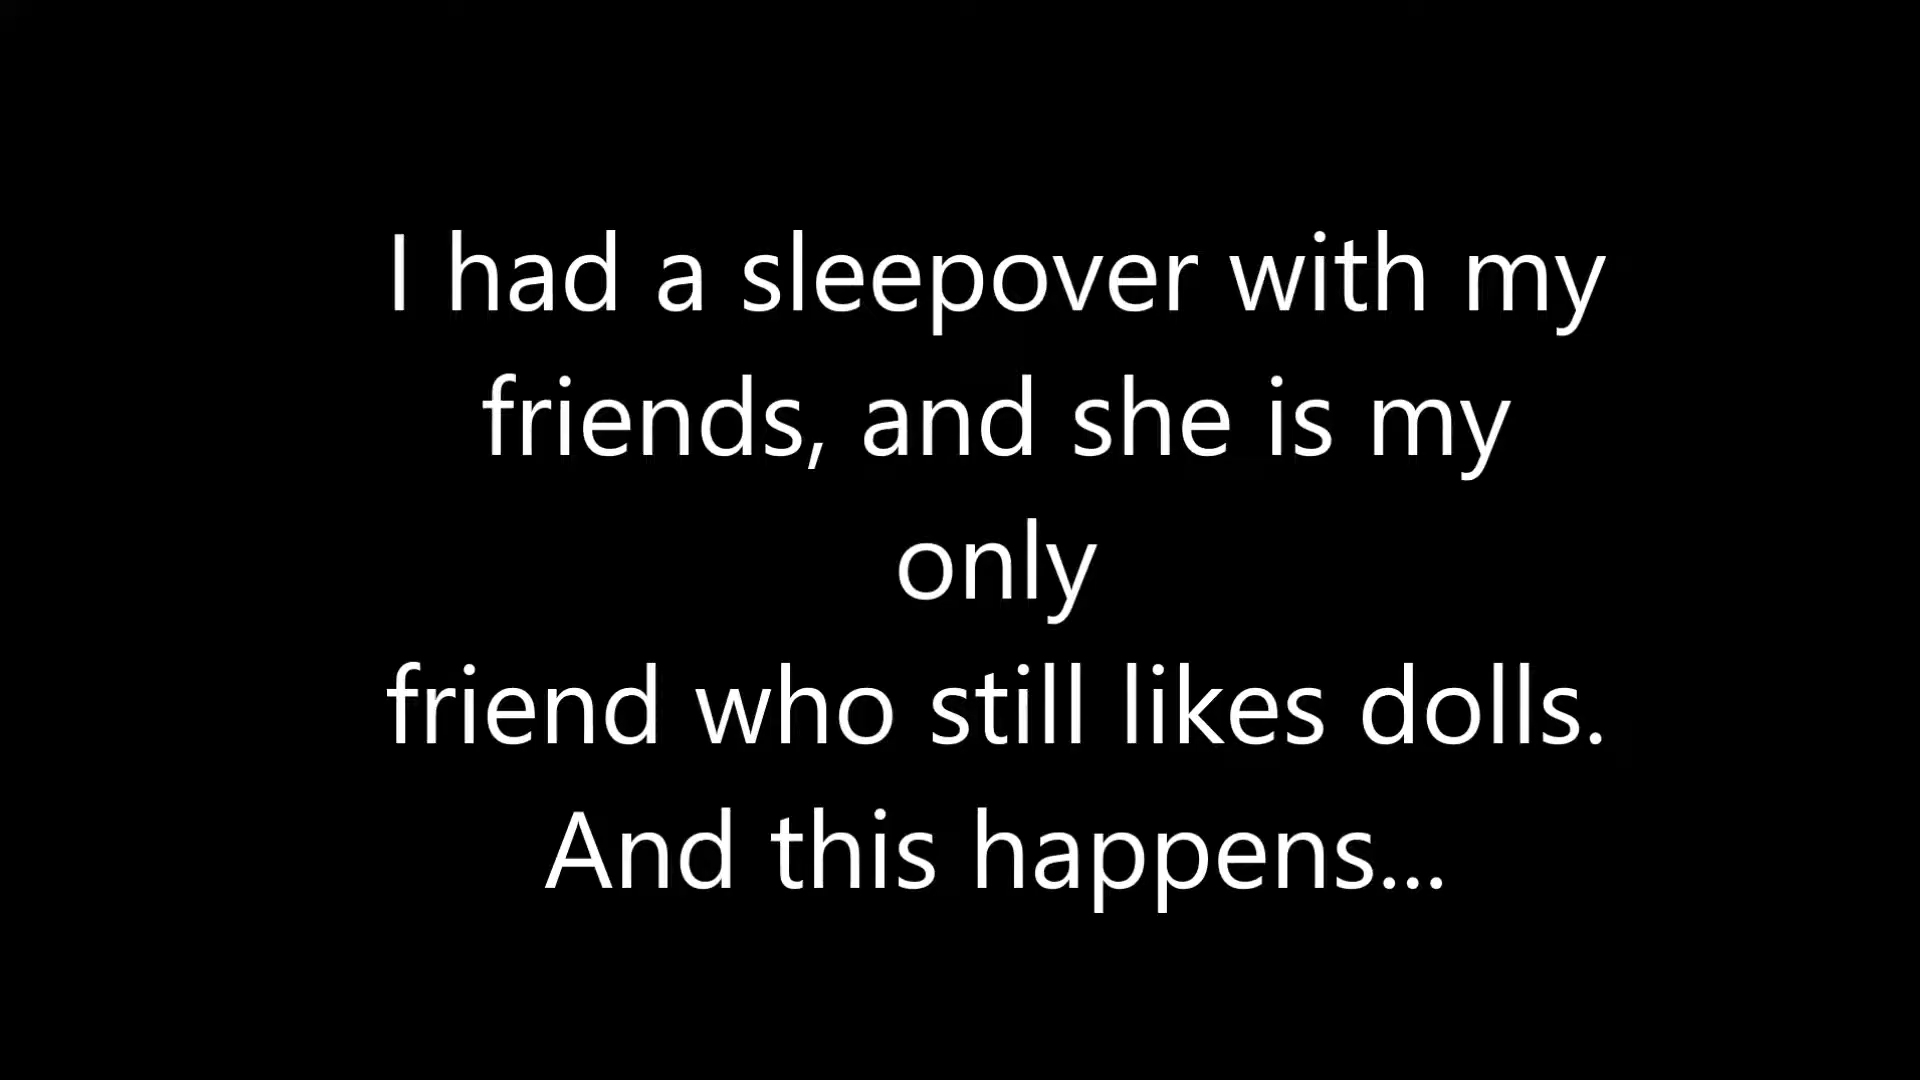 I had a sleepover with my
friends, and she is my
only
friend who still likes dolls.
And this happens...